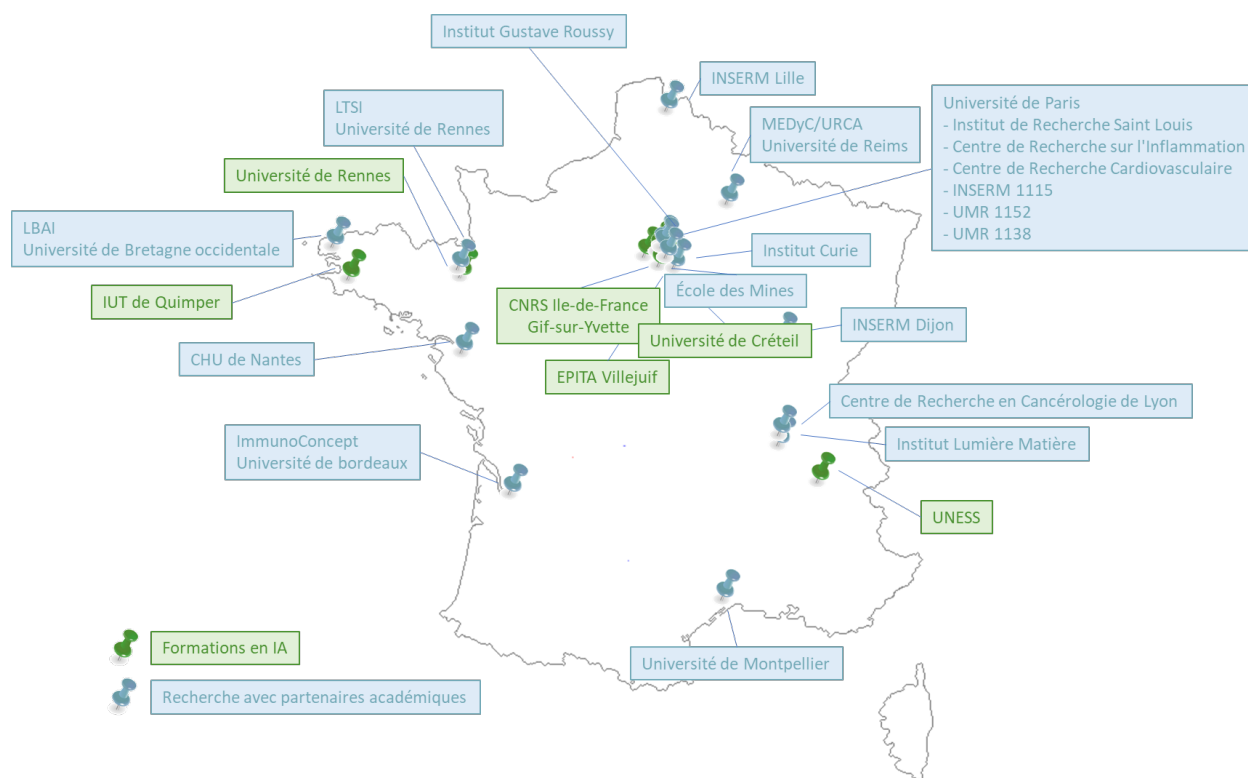 Institut Gustave Roussy
INSERM Lille
LTSI
Université de Rennes
MEDyC/URCA
Université de Reims
Université de Paris
- Institut de Recherche Saint Louis
- Centre de Recherche sur l'Inflammation
- Centre de Recherche Cardiovasculaire
- INSERM 1115
- UMR 1152
- UMR 1138
Université de Rennes
LBAI
Université de Bretagne occidentale
Institut Curie
IUT de Quimper
CNRS Ile-de-France
Gif-sur-Yvette
École des Mines
INSERM Dijon
Université de Créteil
CHU de Nantes
EPITA Villejuif
Centre de Recherche en Cancérologie de Lyon
Institut Lumière Matière
ImmunoConcept
Université de bordeaux
UNESS
Formations en IA
Université de Montpellier
Recherche avec partenaires académiques